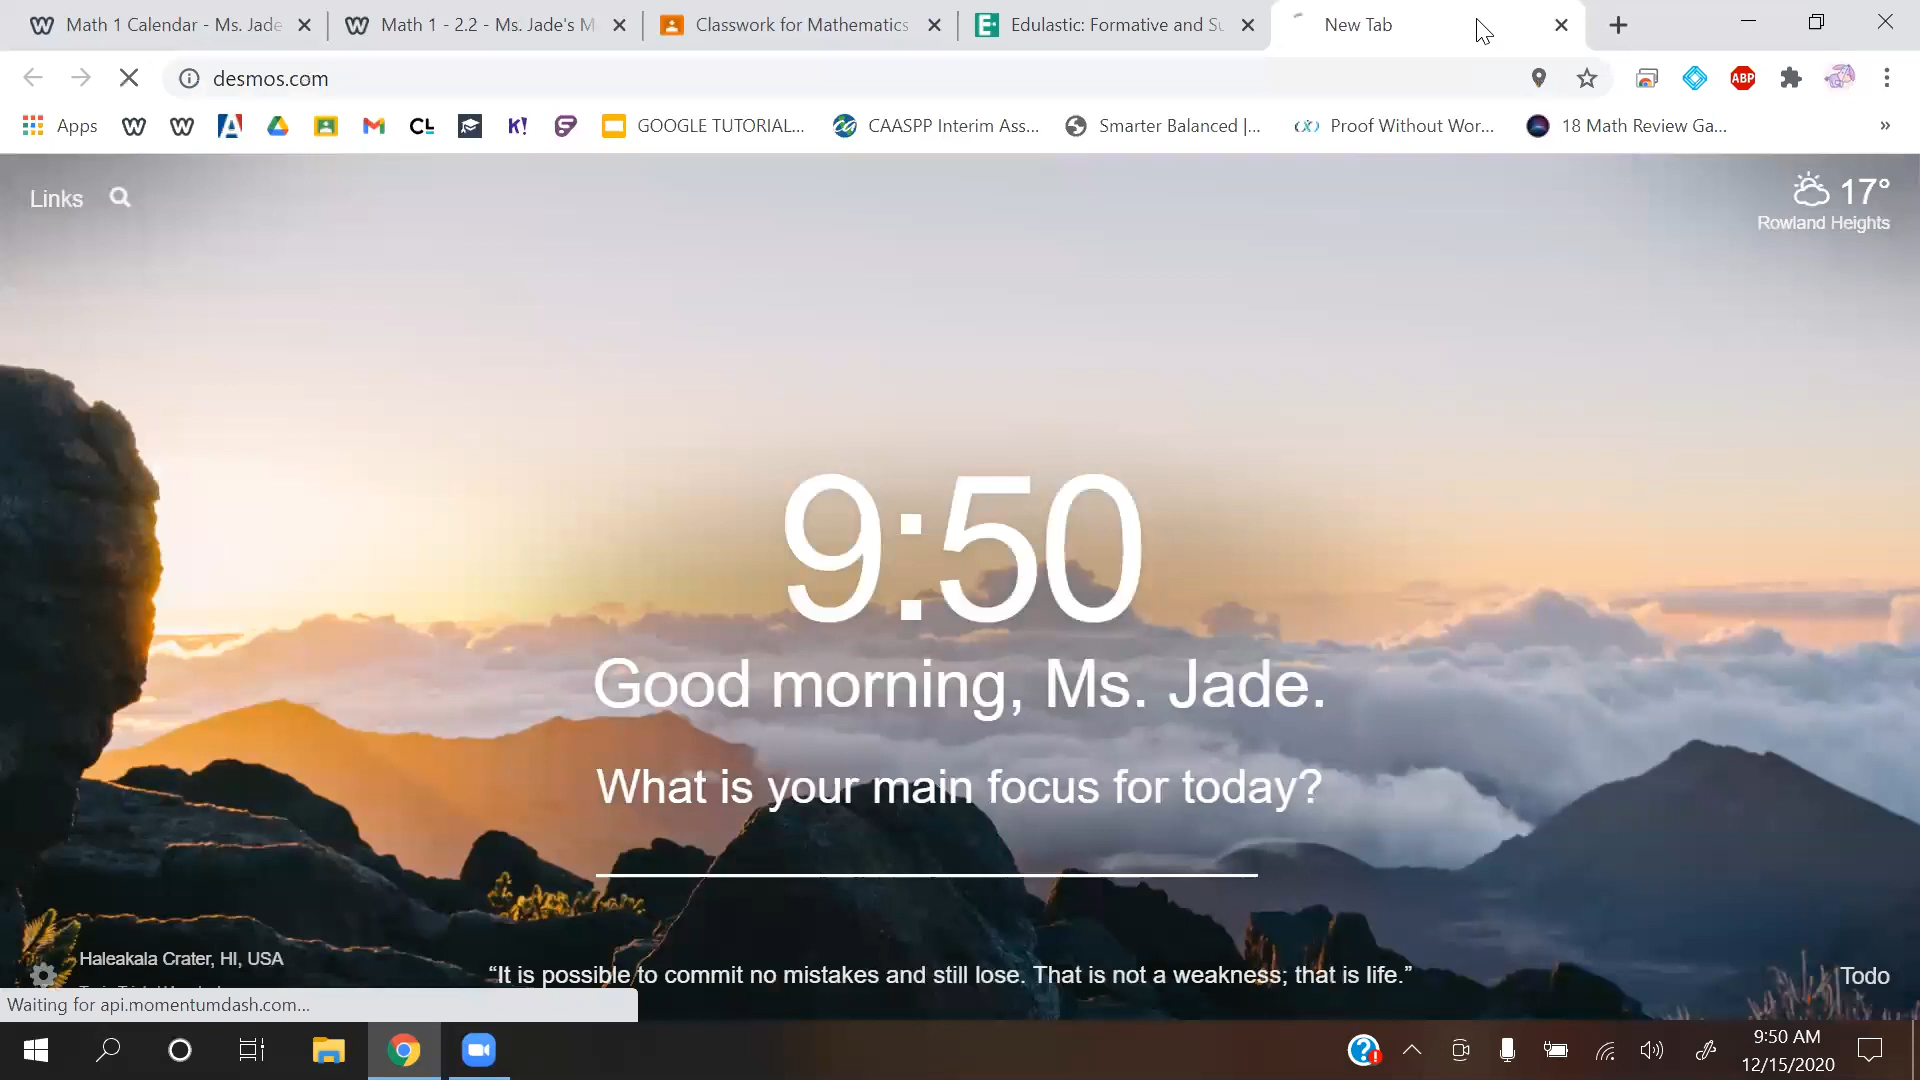 Math 1 Calendar - Ms. Jade
Math 1 - 2.2 - Ms. Jade's M
Classwork for Mathematics
Edulastic: Formative and Su
New Tab
desmos.com
ABP
Apps
CL
K!
GOOGLE TUTORIAL...
CAASPP Interim Ass...
Smarter Balanced |...
Proof Without Wor...
18 Math Review Ga...
»
Links
17°
Rowland Heights
9:50
Good morning, Ms. Jade.
What is your main focus for today?
Haleakala Crater, HI, USA
“It is possible to commit no mistakes and still lose. That is not a weakness; that is life.”
Todo
Waiting for api.momentumdash.com...
9:50 AM
12/15/2020